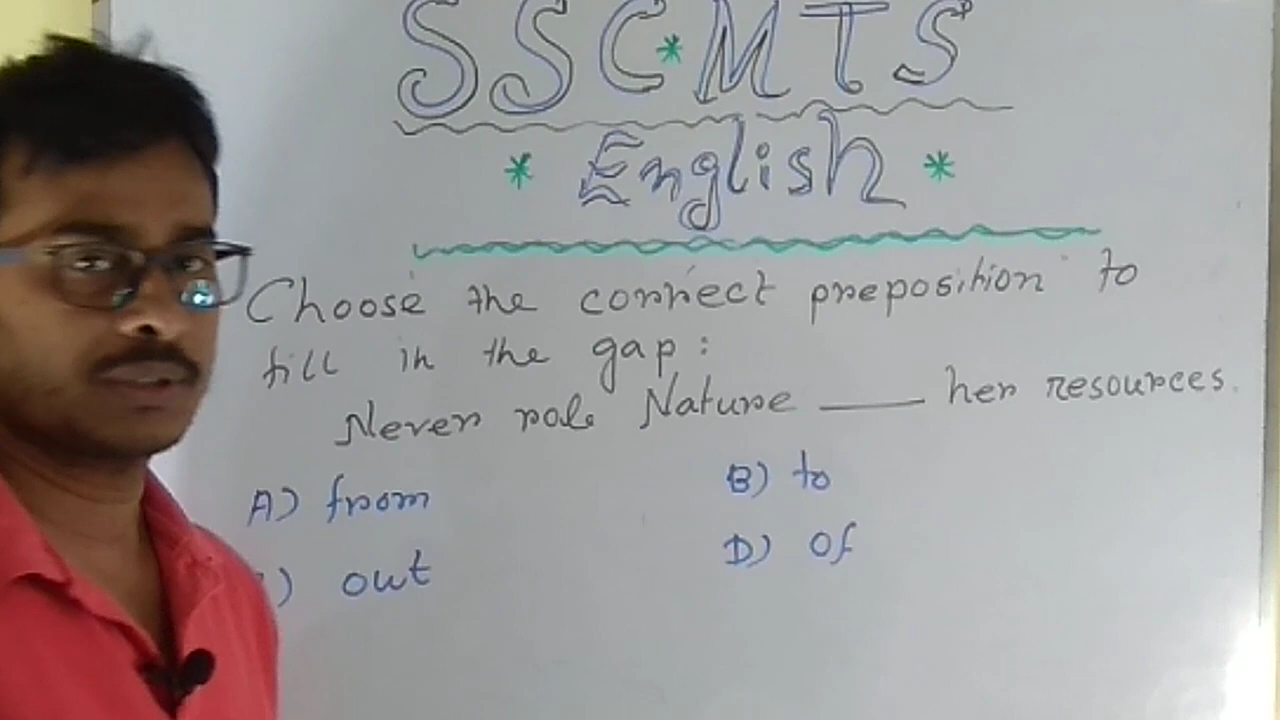 SSC MTS
* English *
Choose the correct preposition to
fill in the gap :
Never rob Nature ____ her resources.
A) from B) to
) out D) of